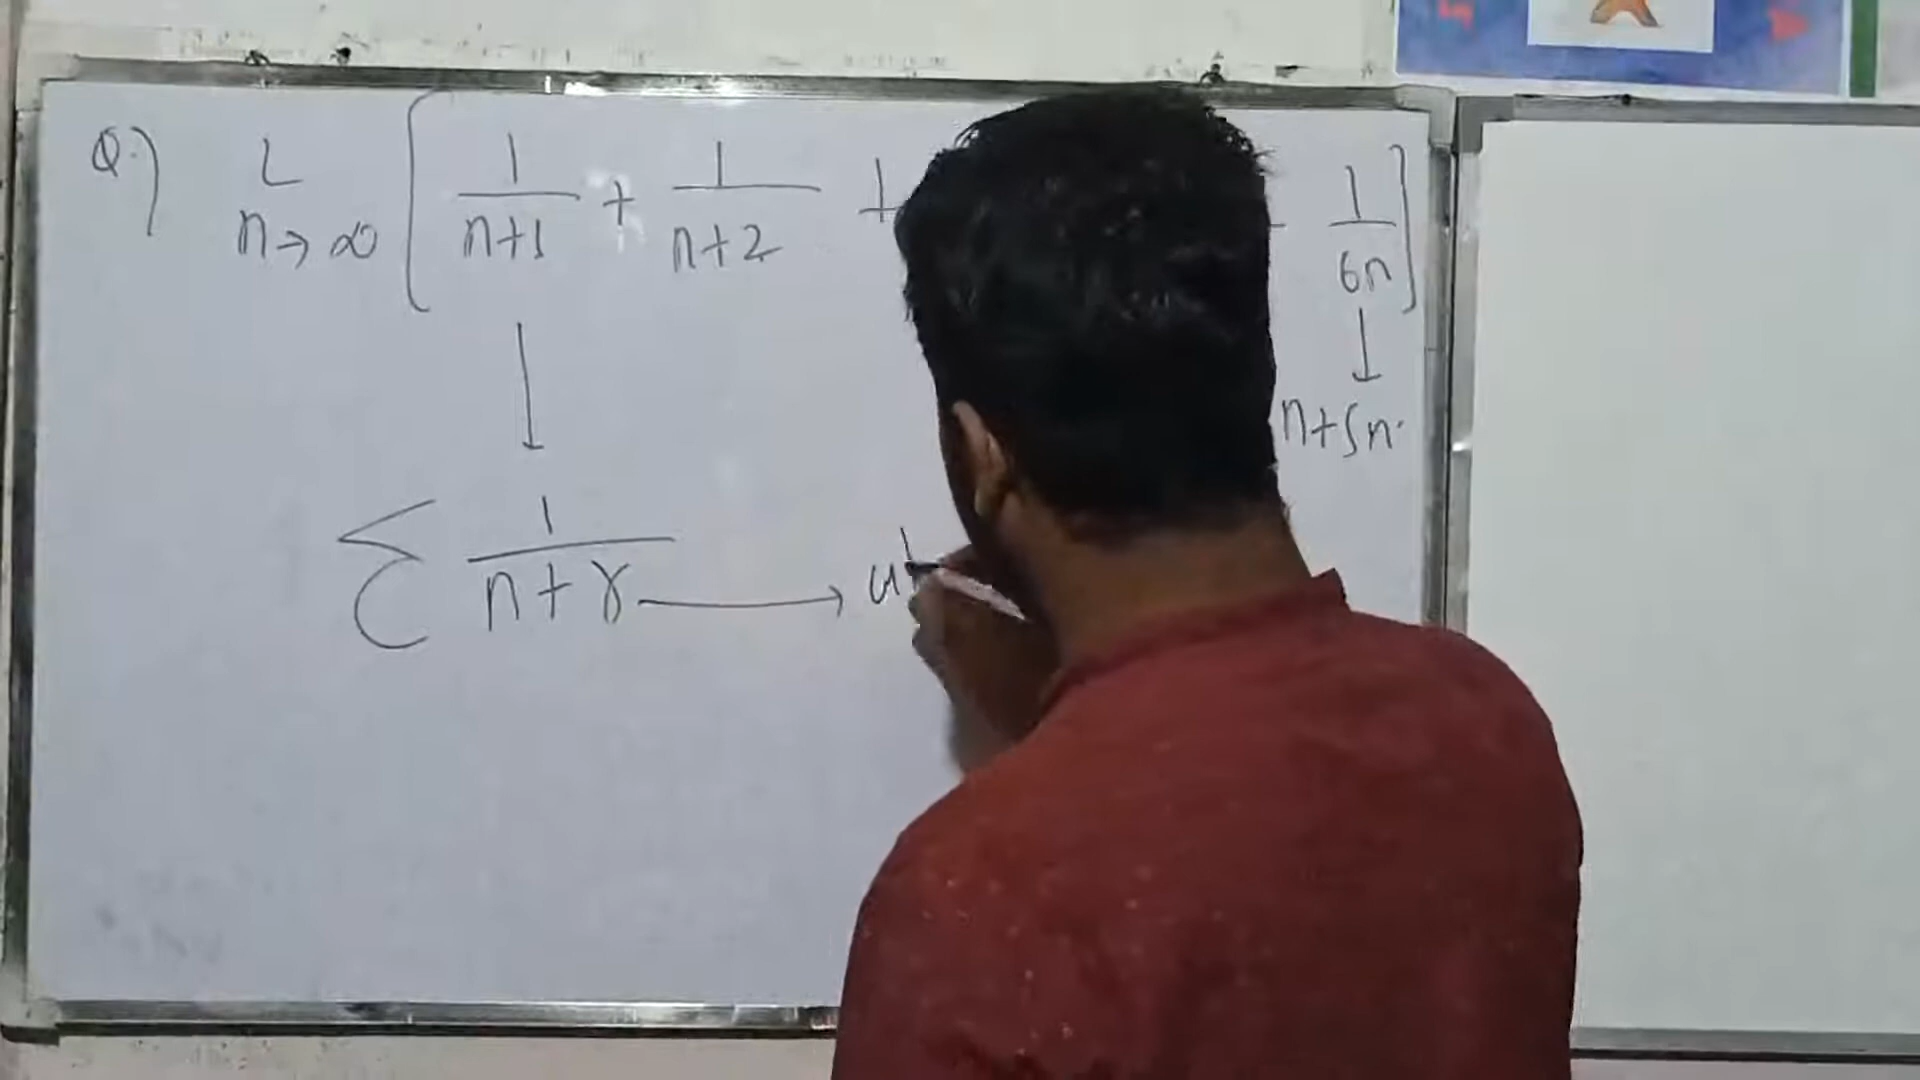 Q.) L [ 1/(n+1) + 1/(n+2) + 1/6n ]
n→∞
↓ ↓
n+5n
Σ 1/(n+r) →